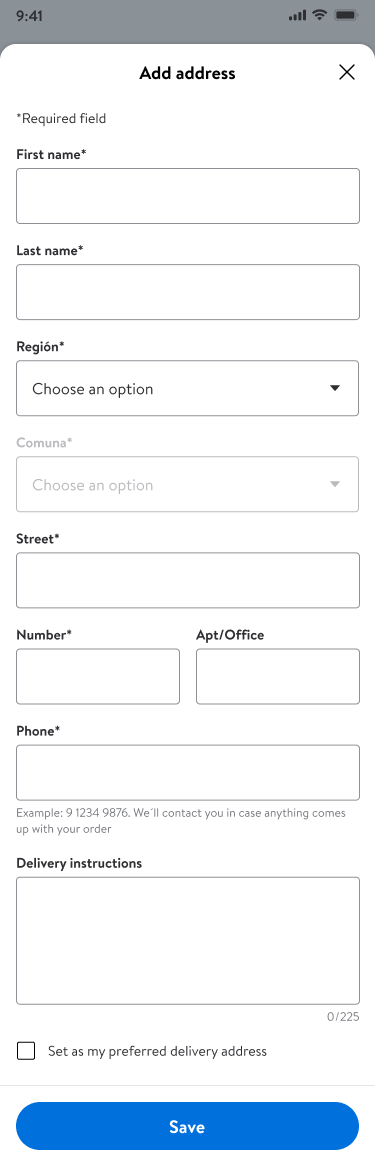 9:41
Add address
*Required field
First name*
Last name*
Región*
Choose an option
Comuna*
Choose an option
Street*
Number*
Apt/Office
Phone*
Example: 9 1234 9876. We´ll contact you in case anything comes
up with your order
Delivery instructions
0/225
Set as my preferred delivery address
Save